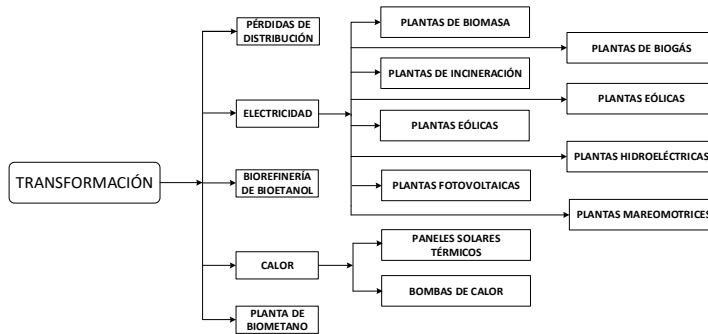 TRANSFORMACIÓN
PÉRDIDAS DE
DISTRIBUCIÓN
ELECTRICIDAD
BIOREFINERÍA
DE BIOETANOL
CALOR
PLANTA DE
BIOMETANO
PLANTAS DE BIOMASA
PLANTAS DE BIOGÁS
PLANTAS DE INCINERACIÓN
PLANTAS EÓLICAS
PLANTAS EÓLICAS
PLANTAS HIDROELÉCTRICAS
PLANTAS FOTOVOLTAICAS
PLANTAS MAREOMOTRICES
PANELES SOLARES
TÉRMICOS
BOMBAS DE CALOR